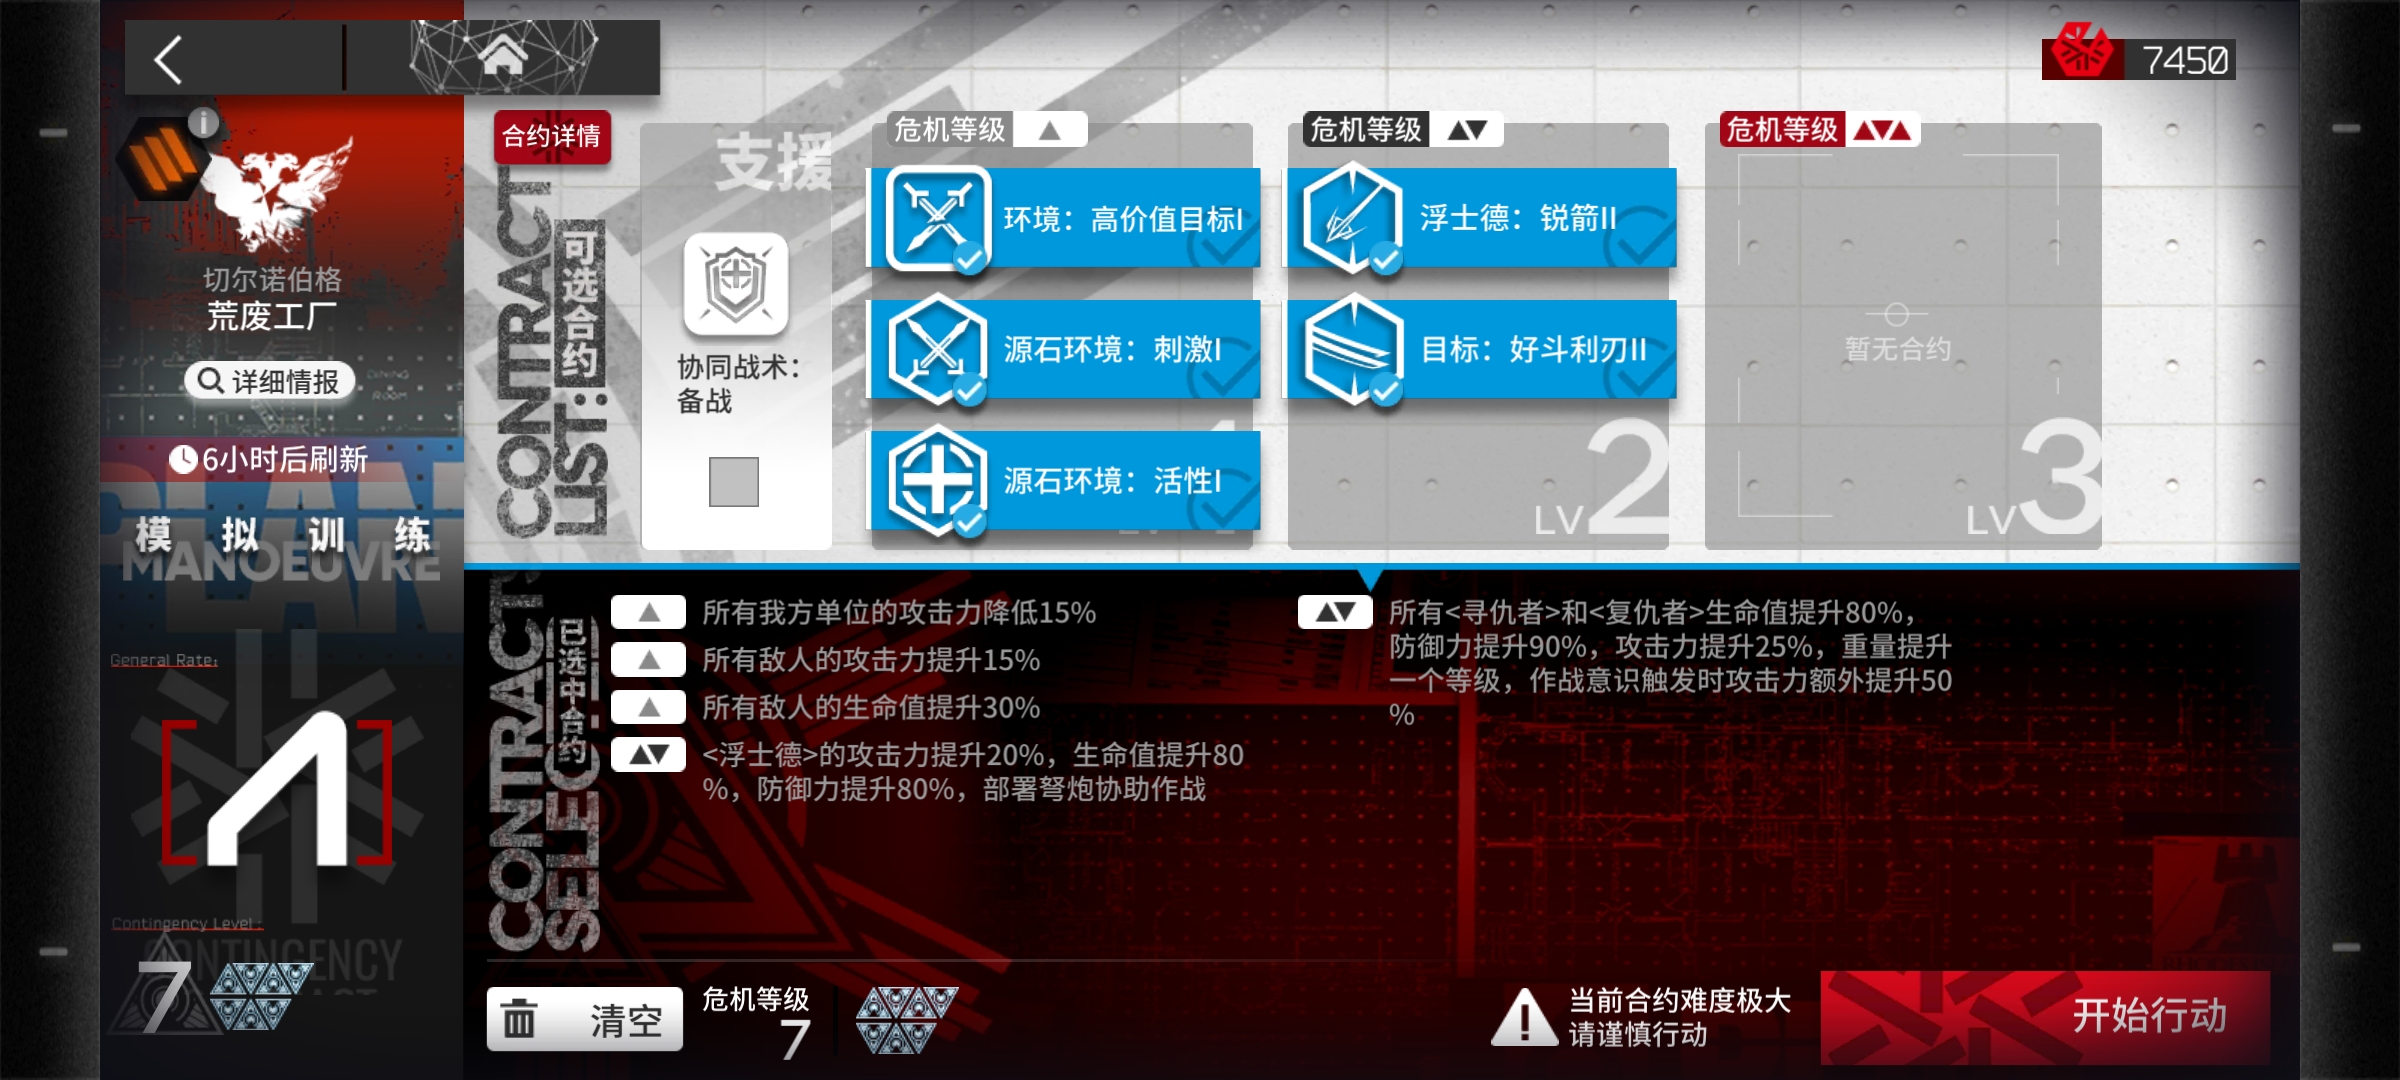 7450
切尔诺伯格
荒废工厂
详细情报
6小时后刷新
PLAN
模拟训练
MANOEUVRE
General Rate:
Contingency Level:
CONTINGENCY
7
合约详情
CONTRACT
LIST:
可选合约
支援
协同战术:
备战
危机等级
环境：高价值目标I
源石环境：刺激I
源石环境：活性I
危机等级
浮士德：锐箭II
目标：好斗利刃II
LV2
危机等级
暂无合约
LV3
CONTRACT
已选中合约
所有我方单位的攻击力降低15%
所有敌人的攻击力提升15%
所有敌人的生命值提升30%
<浮士德>的攻击力提升20%，生命值提升80
%，防御力提升80%，部署弩炮协助作战
所有<寻仇者>和<复仇者>生命值提升80%，
防御力提升90%，攻击力提升25%，重量提升
一个等级，作战意识触发时攻击力额外提升50
%
清空
危机等级
7
当前合约难度极大
请谨慎行动
开始行动